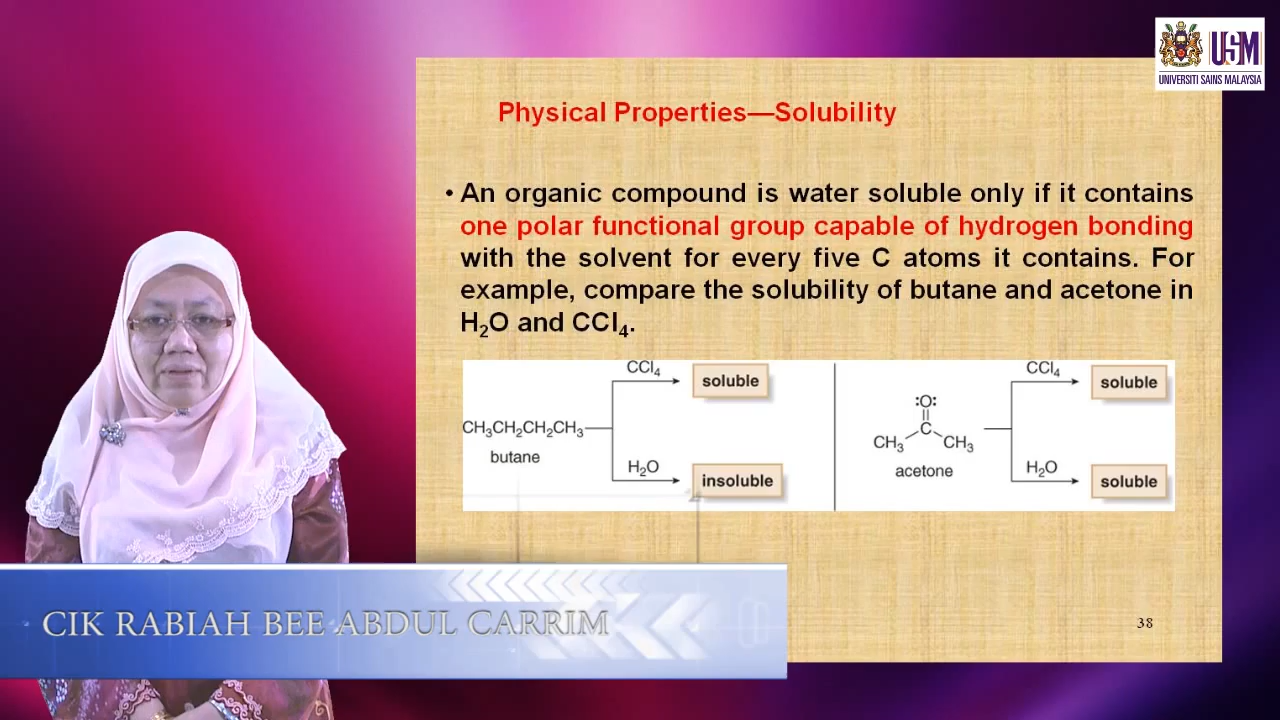 USM
UNIVERSITI SAINS MALAYSIA
Physical Properties—Solubility
• An organic compound is water soluble only if it contains
one polar functional group capable of hydrogen bonding
with the solvent for every five C atoms it contains. For
example, compare the solubility of butane and acetone in
H₂O and CCl₄.
CCl₄
soluble
CH₃CH₂CH₂CH₃
butane
H₂O
insoluble
CCl₄
soluble
:O:
C
CH₃ CH₃
acetone
H₂O
soluble
CIK RABIAH BEE ABDUL CARRIM
38